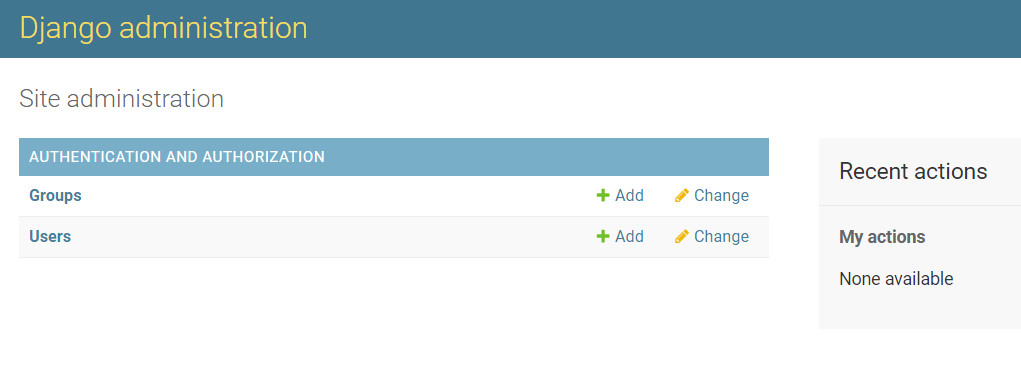 Django administration
Site administration
AUTHENTICATION AND AUTHORIZATION
Groups Add Change
Users Add Change
Recent actions
My actions
None available